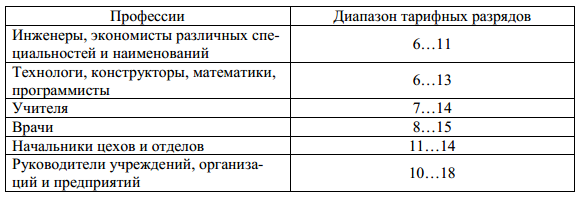 Профессии Диапазон тарифных разрядов
Инженеры, экономисты различных спе-
циальностей и наименований
6…11
Технологи, конструкторы, математики,
программисты
6…13
Учителя 7…14
Врачи 8…15
Начальники цехов и отделов 11…14
Руководители учреждений, организа-
ций и предприятий
10…18